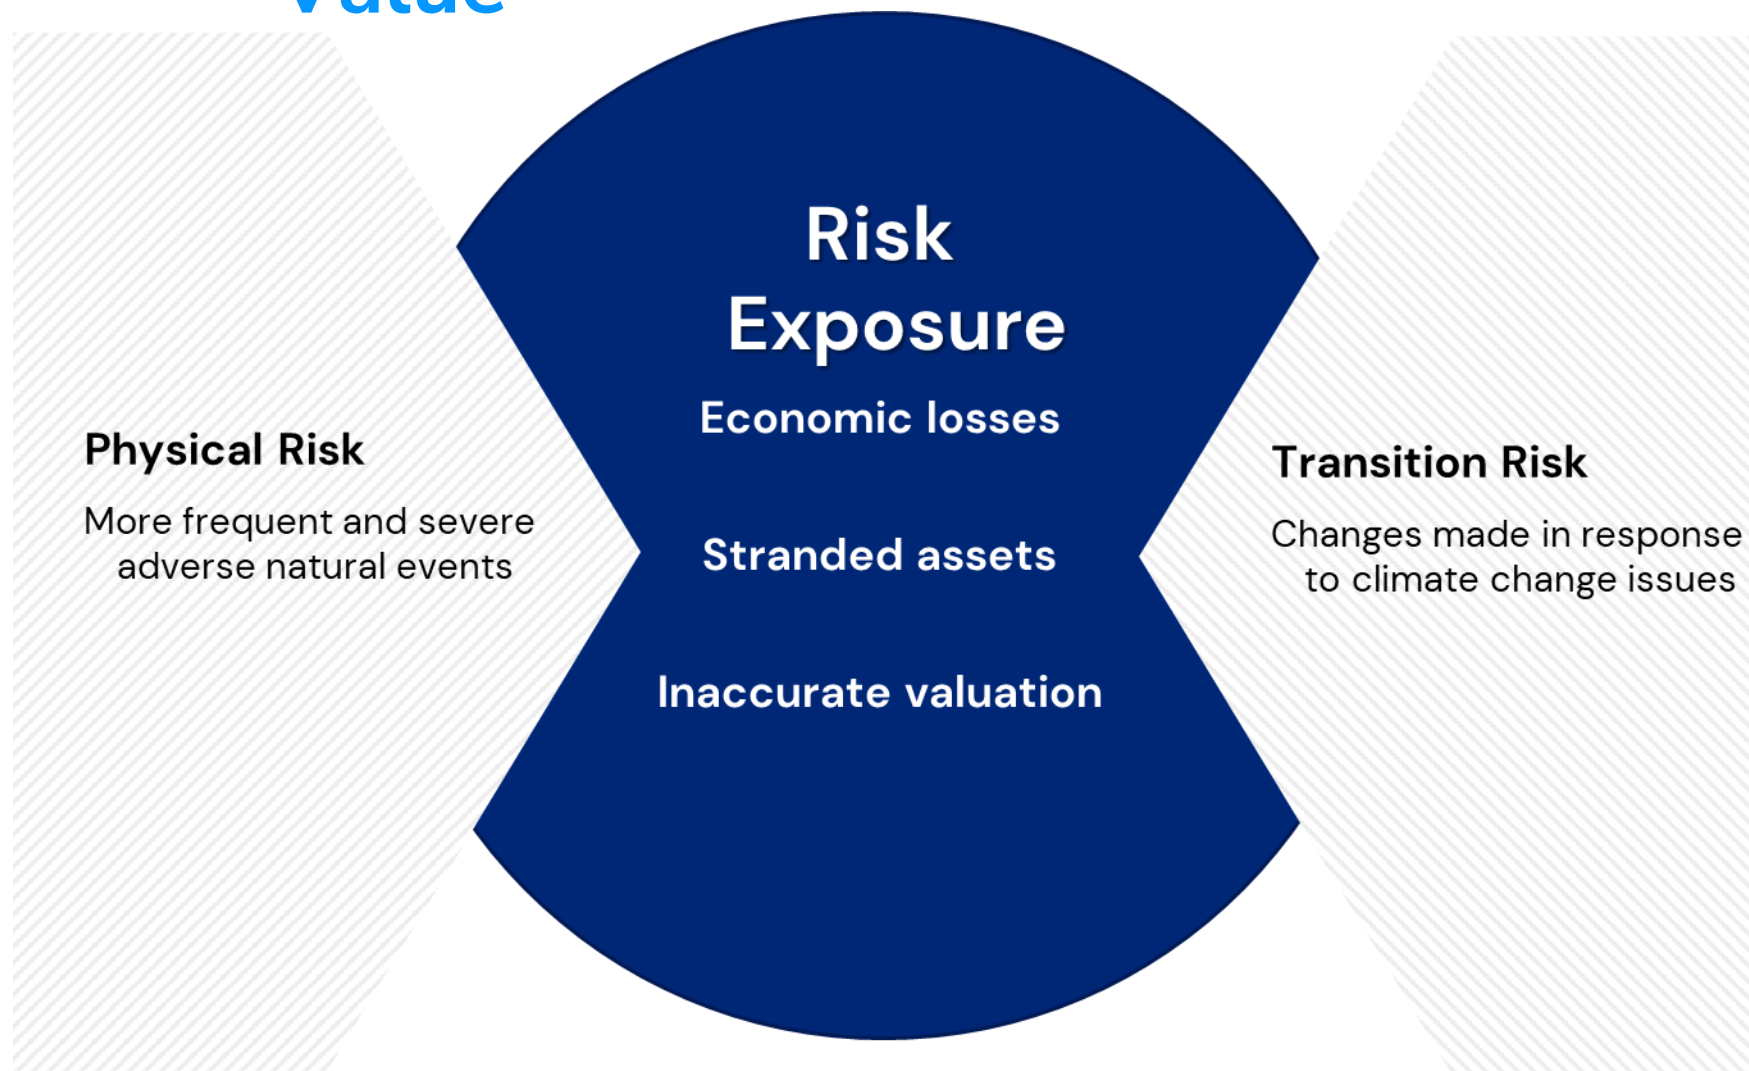 Value
Risk
Exposure
Economic losses
Stranded assets
Inaccurate valuation
Physical Risk
More frequent and severe
adverse natural events
Transition Risk
Changes made in response
to climate change issues